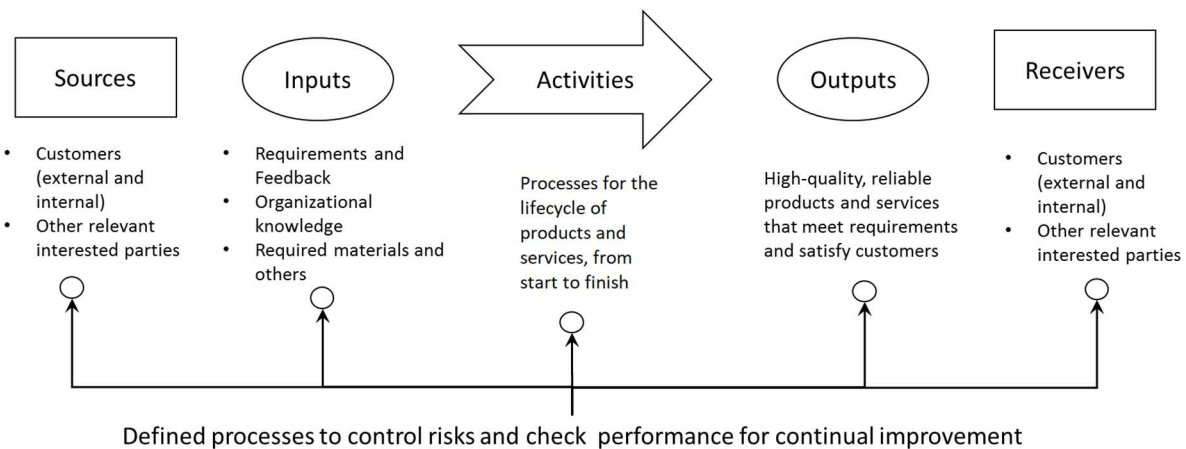 Sources
Inputs
Activities
Outputs
Receivers
• Customers
(external and
internal)
• Other relevant
interested parties
• Requirements and
Feedback
• Organizational
knowledge
• Required materials and
others
Processes for the
lifecycle of
products and
services, from
start to finish
High-quality, reliable
products and services
that meet requirements
and satisfy customers
• Customers
(external and
internal)
• Other relevant
interested parties
Defined processes to control risks and check performance for continual improvement